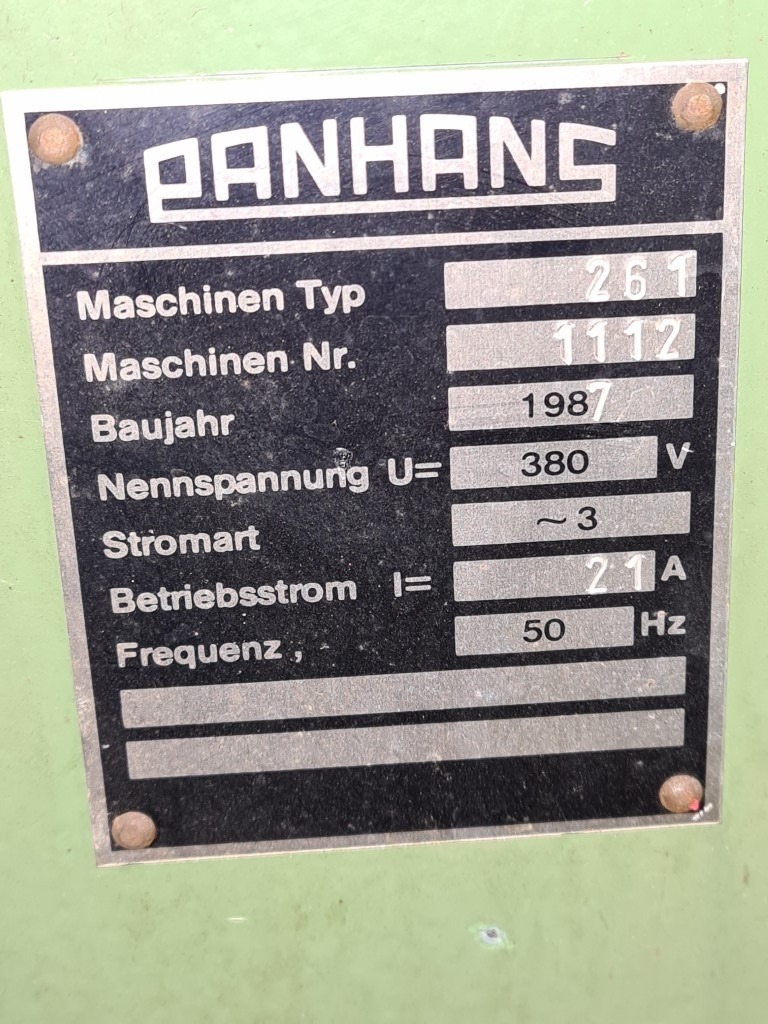 PANHANS
Maschinen Typ 261
Maschinen Nr. 1112
Baujahr 1987
Nennspannung U= 380 V
Stromart ~3
Betriebsstrom I= 21 A
Frequenz, 50 Hz